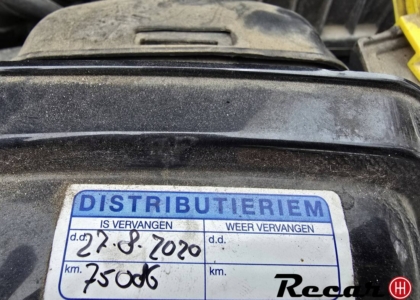 DISTRIBUTIERIEM
IS VERVANGEN WEER VERVANGEN
d.d. 27.8.2020 d.d.
km. 75006 km.
Recar H